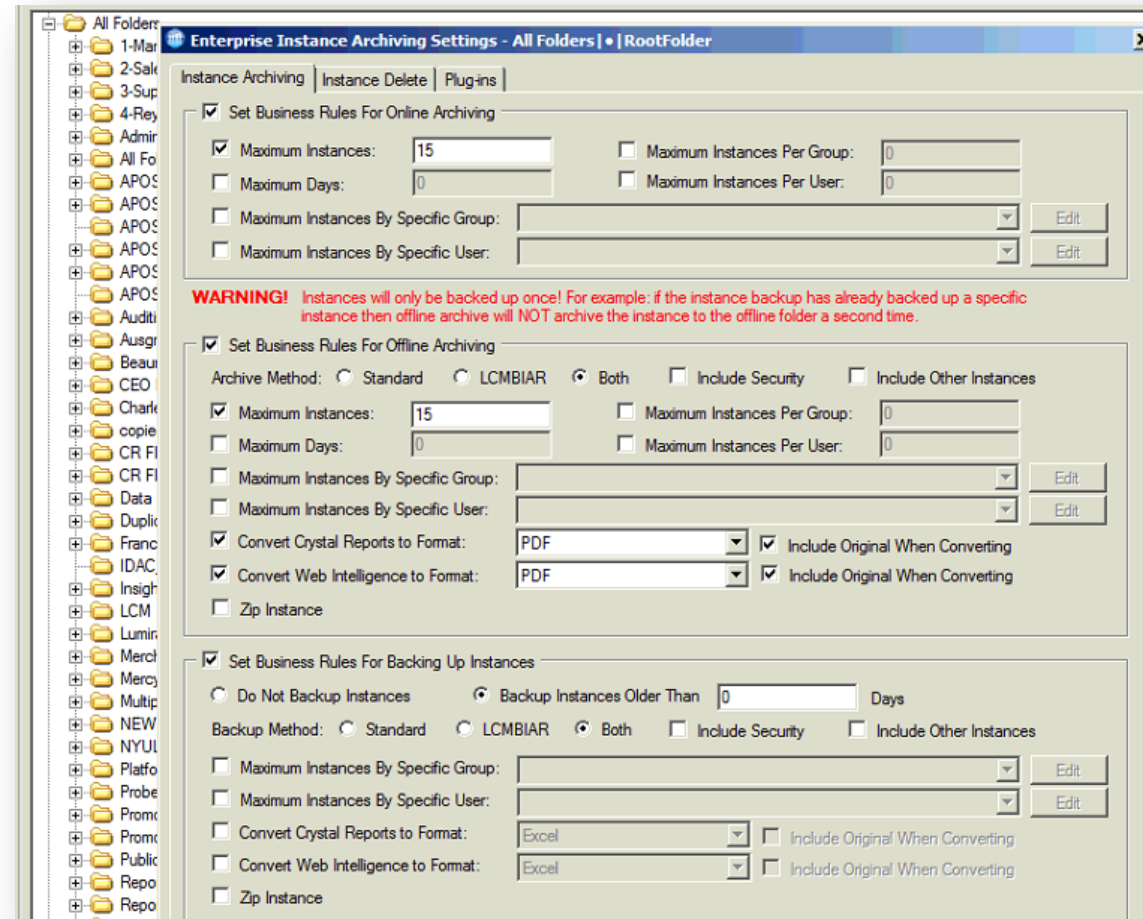 All Folders
Enterprise Instance Archiving Settings - All Folders|•|RootFolder
1-Mar
2-Sale
3-Sup
4-Rey
Admin
All Fo
APOS
APOS
APOS
APOS
APOS
APOS
Auditi
Ausgr
Beaur
CEO
Charle
copie
CR Fl
CR Fl
Data
Duplic
Franc
IDAC_
Insigh
LCM
Lumira
Merch
Mercy
Multip
NEW
NYUL
Platfo
Probe
Promo
Promo
Public
Repo
Repo
Instance Archiving Instance Delete Plug-ins
Set Business Rules For Online Archiving
Maximum Instances: 15 Maximum Instances Per Group: 0
Maximum Days: 0 Maximum Instances Per User: 0
Maximum Instances By Specific Group: Edit
Maximum Instances By Specific User: Edit
WARNING! Instances will only be backed up once! For example: if the instance backup has already backed up a specific
instance then offline archive will NOT archive the instance to the offline folder a second time.
Set Business Rules For Offline Archiving
Archive Method: Standard LCMBIAR Both Include Security Include Other Instances
Maximum Instances: 15 Maximum Instances Per Group: 0
Maximum Days: 0 Maximum Instances Per User: 0
Maximum Instances By Specific Group: Edit
Maximum Instances By Specific User: Edit
Convert Crystal Reports to Format: PDF Include Original When Converting
Convert Web Intelligence to Format: PDF Include Original When Converting
Zip Instance
Set Business Rules For Backing Up Instances
Do Not Backup Instances Backup Instances Older Than 0 Days
Backup Method: Standard LCMBIAR Both Include Security Include Other Instances
Maximum Instances By Specific Group: Edit
Maximum Instances By Specific User: Edit
Convert Crystal Reports to Format: Excel Include Original When Converting
Convert Web Intelligence to Format: Excel Include Original When Converting
Zip Instance